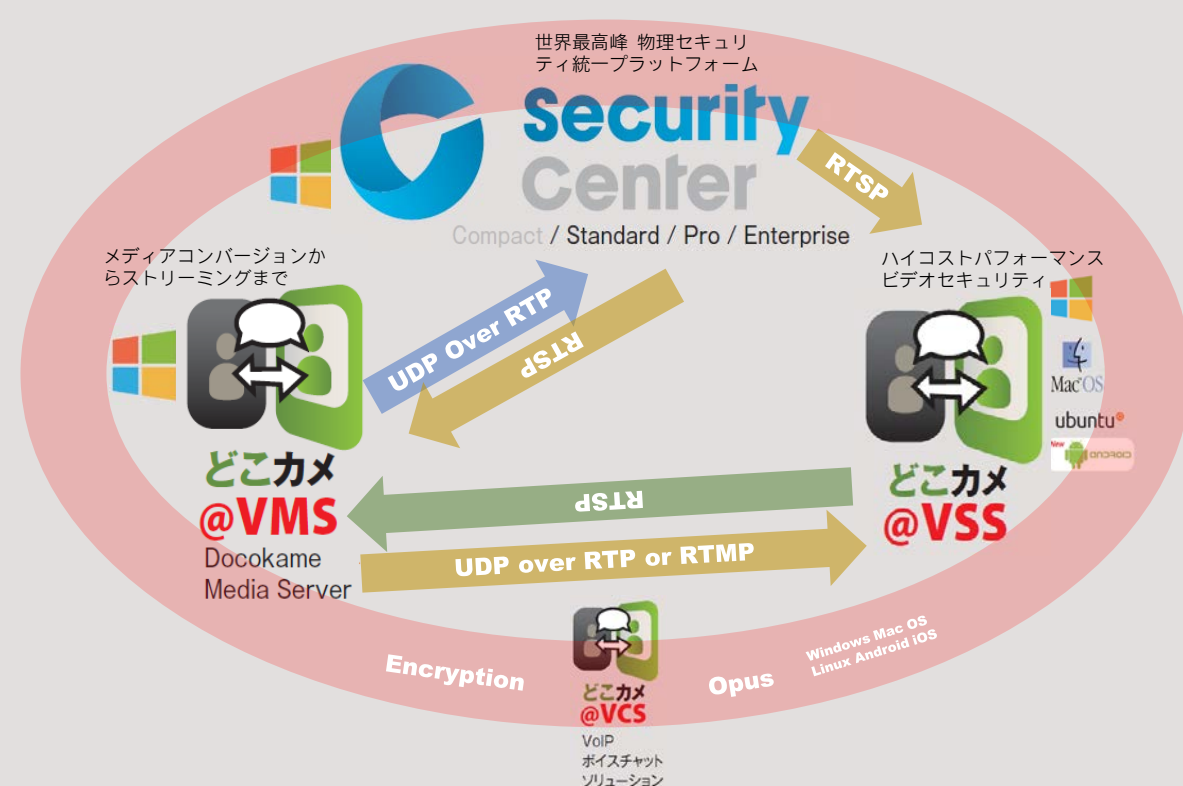 世界最高峰 物理セキュリ
ティ統一プラットフォーム
Security
Center
Compact / Standard / Pro / Enterprise
RTSP
メディアコンバージョンか
らストリーミングまで
ハイコストパフォーマンス
ビデオセキュリティ
UDP Over RTP
RTSP
Mac OS
ubuntu
New
ANDROID
どこカメ
@VMS
Docokame
Media Server
どこカメ
@VSS
RTSP
UDP over RTP or RTMP
Encryption
Opus
Windows Mac OS
Linux Android iOS
どこカメ
@VCS
VoIP
ボイスチャット
ソリューション